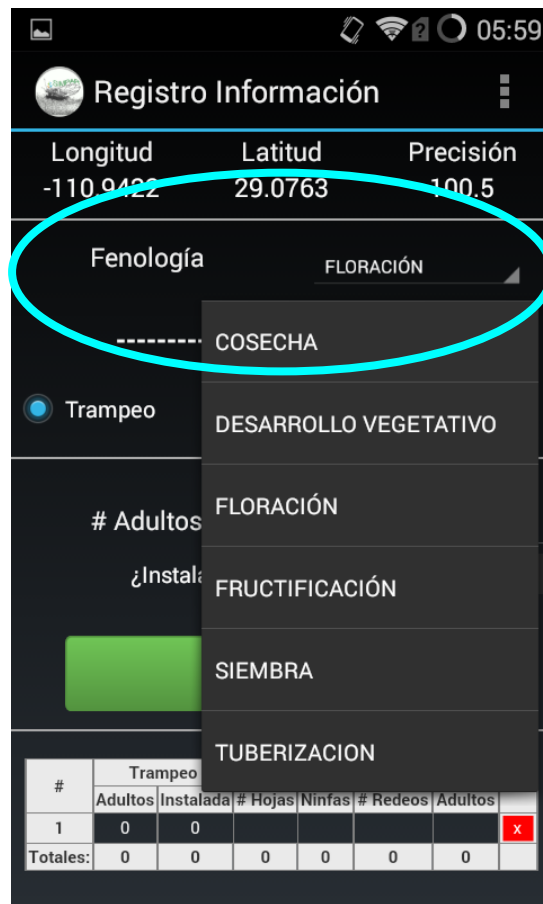 05:59
Registro Información
Longitud Latitud Precisión
-110.9422 29.0763 100.5
Fenología FLORACIÓN
----------
COSECHA
Trampeo
DESARROLLO VEGETATIVO
# Adultos
FLORACIÓN
¿Instala
FRUCTIFICACIÓN
SIEMBRA
TUBERIZACION
# Trampeo
Adultos Instalada # Hojas Ninfas # Redeos Adultos
1 0 0 x
Totales: 0 0 0 0 0 0